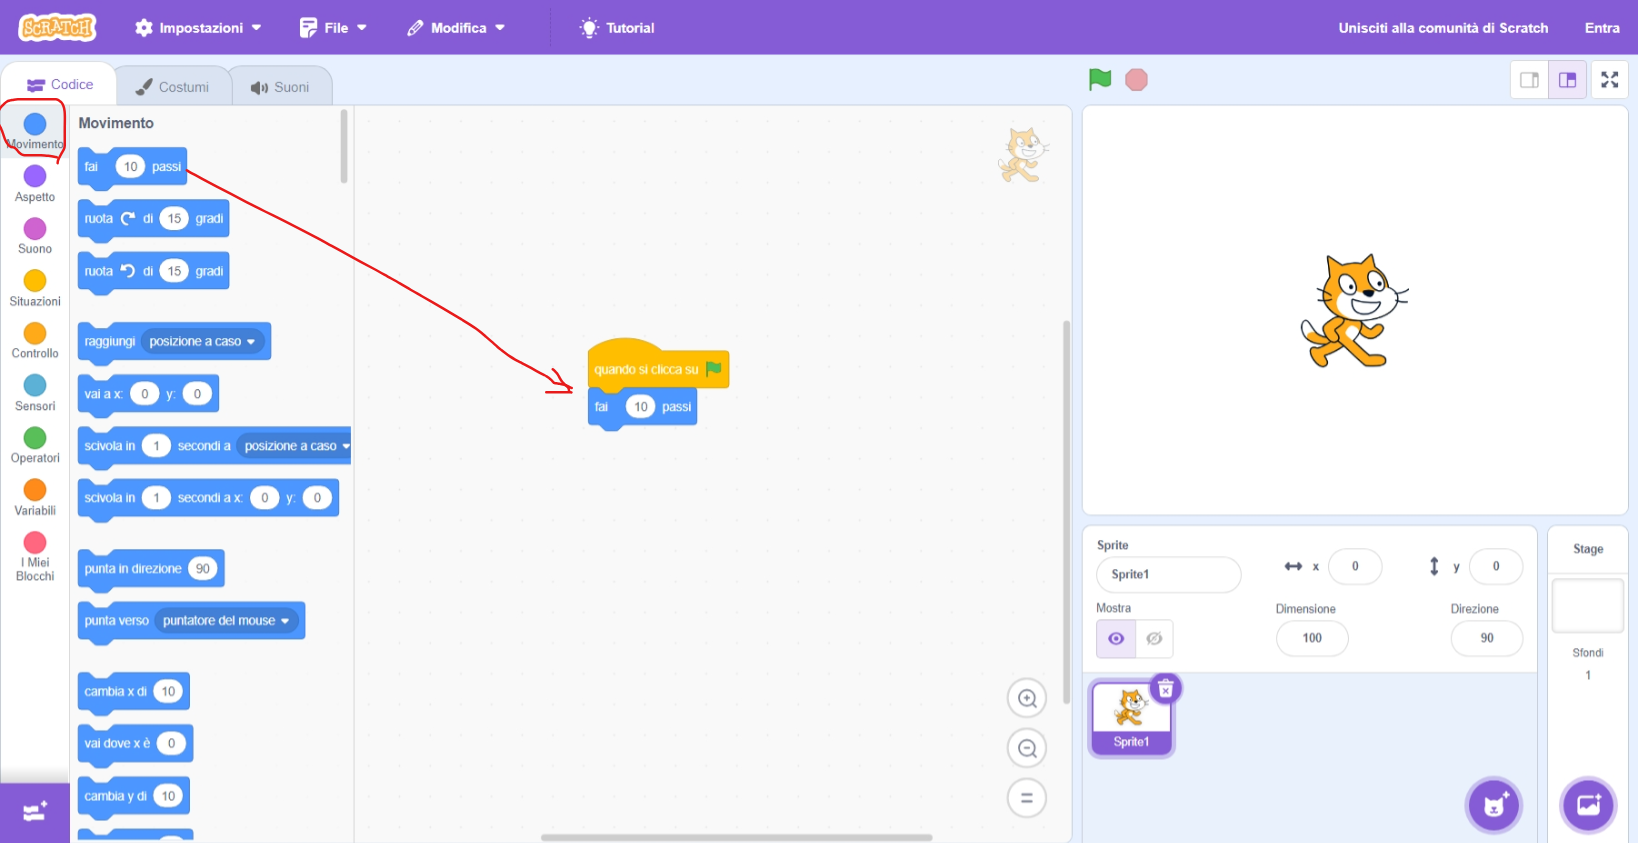 SCRATCH Impostazioni File Modifica Tutorial Unisciti alla comunità di Scratch Entra
Codice Costumi Suoni
Movimento
Aspetto
Suono
Situazioni
Controllo
Sensori
Operatori
Variabili
I Miei
Blocchi
Movimento
fai 10 passi
ruota di 15 gradi
ruota di 15 gradi
raggiungi posizione a caso
vai a x: 0 y: 0
scivola in 1 secondi a posizione a caso
scivola in 1 secondi a x: 0 y: 0
punta in direzione 90
punta verso puntatore del mouse
cambia x di 10
vai dove x è 0
cambia y di 10
quando si clicca su
fai 10 passi
Sprite
Sprite1
x 0
y 0
Mostra
Dimensione
100
Direzione
90
Sprite1
Stage
Sfondi
1